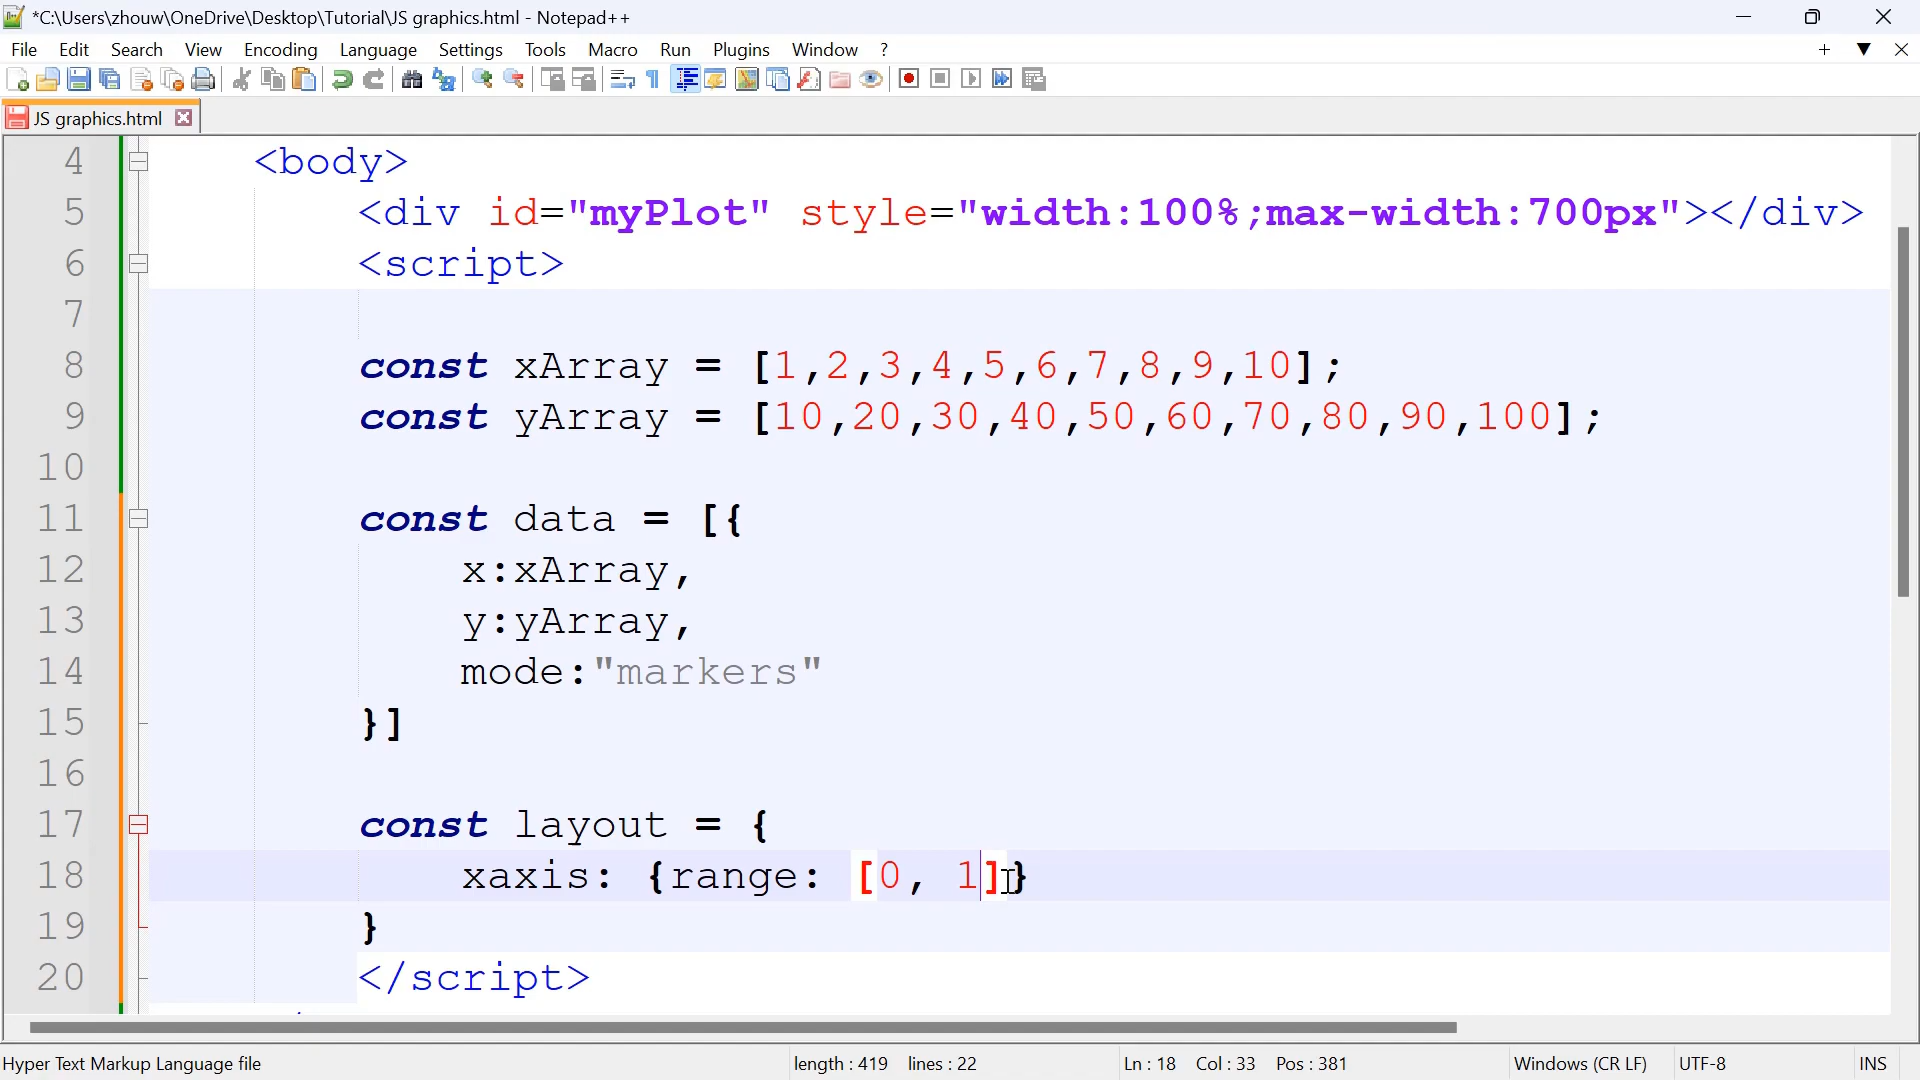 *C:\Users\zhouw\OneDrive\Desktop\Tutorial\JS graphics.html - Notepad++
File Edit Search View Encoding Language Settings Tools Macro Run Plugins Window ?
JS graphics.html
4 <body>
5 <div id="myPlot" style="width:100%;max-width:700px"></div>
6 <script>
7
8 const xArray = [1,2,3,4,5,6,7,8,9,10];
9 const yArray = [10,20,30,40,50,60,70,80,90,100];
10
11 const data = [{
12 x:xArray,
13 y:yArray,
14 mode:"markers"
15 }]
16
17 const layout = {
18 xaxis: {range: [0, 1]}
19 }
20 </script>
Hyper Text Markup Language file length : 419 lines : 22 Ln : 18 Col : 33 Pos : 381 Windows (CR LF) UTF-8 INS